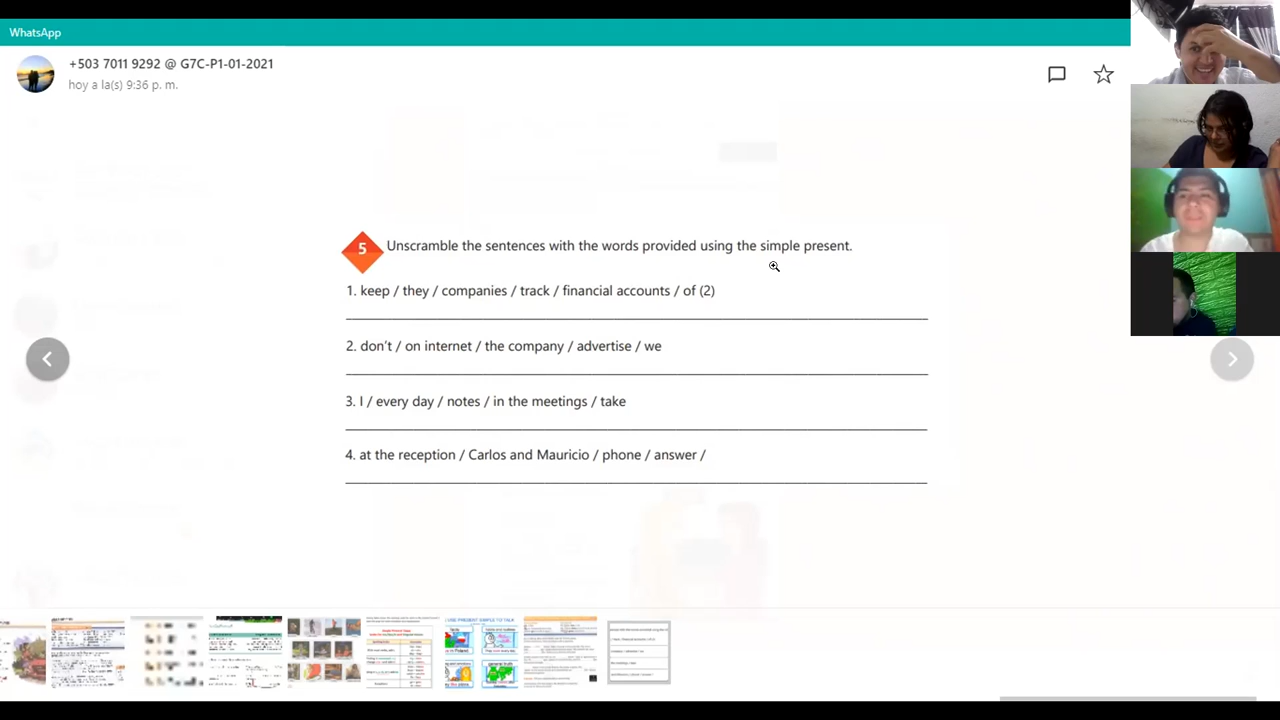 WhatsApp
+503 7011 9292 @ G7C-P1-01-2021
hoy a la(s) 9:36 p. m.
5
Unscramble the sentences with the words provided using the simple present.
1. keep / they / companies / track / financial accounts / of (2)
2. don't / on internet / the company / advertise / we
3. I / every day / notes / in the meetings / take
4. at the reception / Carlos and Mauricio / phone / answer /